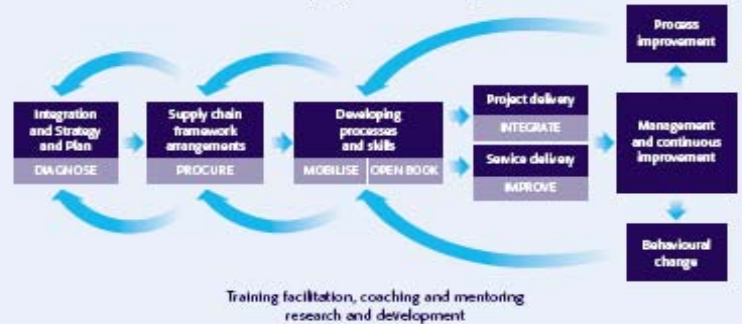 Process
improvement
Integration
and Strategy
and Plan
DIAGNOSE
Supply chain
framework
arrangements
PROCURE
Developing
processes
and skills
MOBILISE
OPEN BOOK
Project delivery
INTEGRATE
Service delivery
IMPROVE
Management
and continuous
improvement
Behavioural
change
Training facilitation, coaching and mentoring
research and development